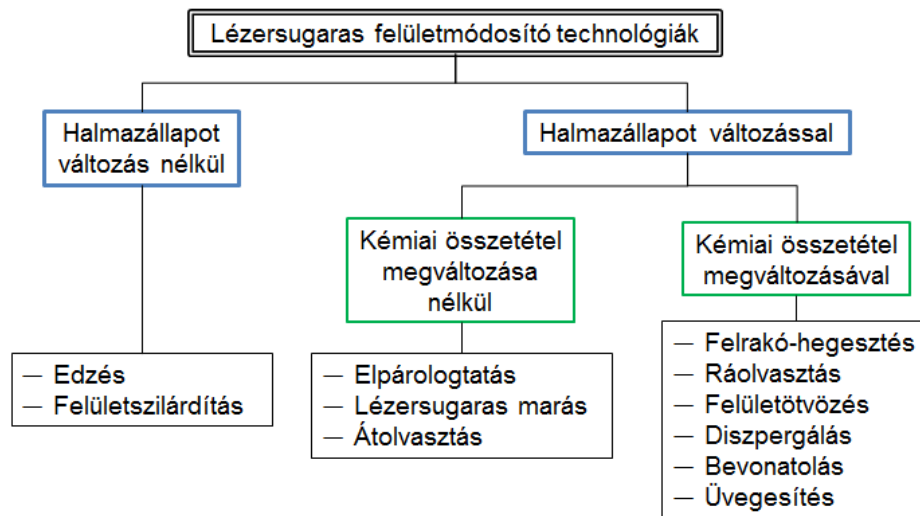 Lézersugaras felületmódosító technológiák
Halmazállapot
változás nélkül
Halmazállapot változással
Kémiai összetétel
megváltozása
nélkül
Kémiai összetétel
megváltozásával
— Edzés
— Felületszilárdítás
— Elpárologtatás
— Lézersugaras marás
— Átolvasztás
— Felrakó-hegesztés
— Ráolvasztás
— Felületötvözés
— Diszpergálás
— Bevonatolás
— Üvegesítés